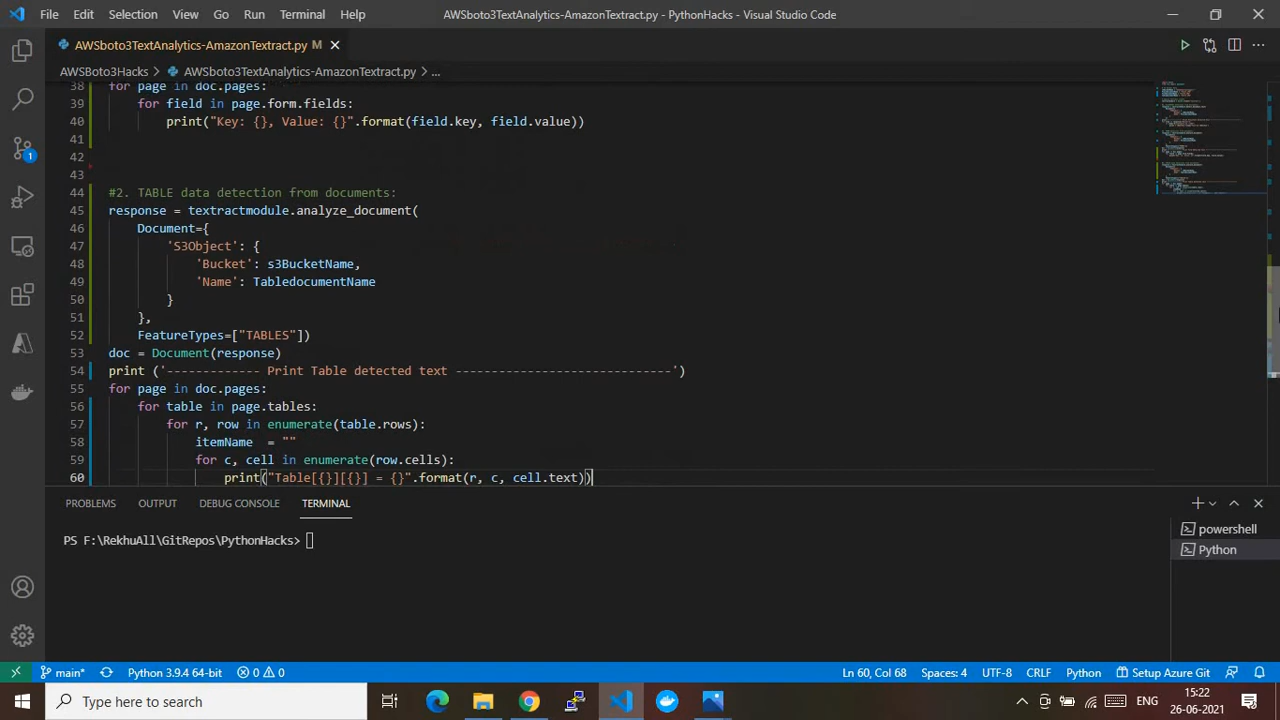 File Edit Selection View Go Run Terminal Help AWSboto3TextAnalytics-AmazonTextract.py - PythonHacks - Visual Studio Code
AWSboto3TextAnalytics-AmazonTextract.py M
AWSBoto3Hacks > AWSboto3TextAnalytics-AmazonTextract.py > ...
38 for page in doc.pages:
39 for field in page.form.fields:
40 print("Key: {}, Value: {}".format(field.key, field.value))
41
42
43
44 #2. TABLE data detection from documents:
45 response = textractmodule.analyze_document(
46 Document={
47 'S3Object': {
48 'Bucket': s3BucketName,
49 'Name': TabledocumentName
50 }
51 },
52 FeatureTypes=["TABLES"])
53 doc = Document(response)
54 print ('------------- Print Table detected text ------------------------------')
55 for page in doc.pages:
56 for table in page.tables:
57 for r, row in enumerate(table.rows):
58 itemName = ""
59 for c, cell in enumerate(row.cells):
60 print("Table[{}][{}] = {}".format(r, c, cell.text))
PROBLEMS OUTPUT DEBUG CONSOLE TERMINAL
PS F:\RekhuAll\GitRepos\PythonHacks>
powershell
Python
1
main* Python 3.9.4 64-bit 0 0 Ln 60, Col 68 Spaces: 4 UTF-8 CRLF Python Setup Azure Git
Type here to search
ENG
15:22
26-06-2021